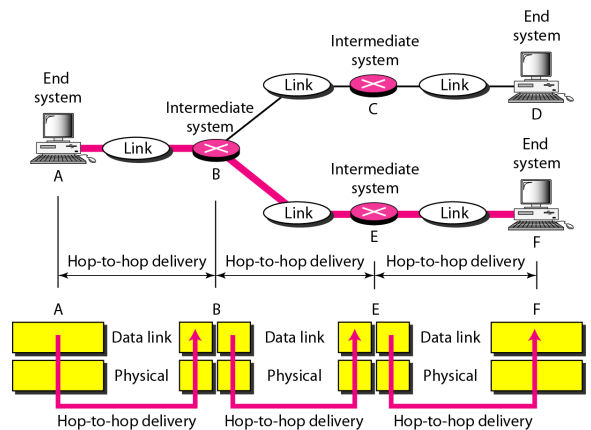 End
system
Intermediate
system
End
system
Link
Link
C
D
Intermediate
system
Link
A
B
Intermediate
system
End
system
Link
Link
E
F
Hop-to-hop delivery
Hop-to-hop delivery
Hop-to-hop delivery
A
B
E
F
Data link
Data link
Data link
Physical
Physical
Physical
Hop-to-hop delivery
Hop-to-hop delivery
Hop-to-hop delivery